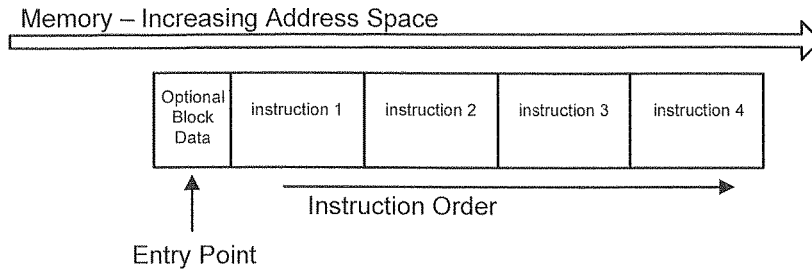 Memory – Increasing Address Space
Optional
Block
Data
instruction 1
instruction 2
instruction 3
instruction 4
Instruction Order
Entry Point